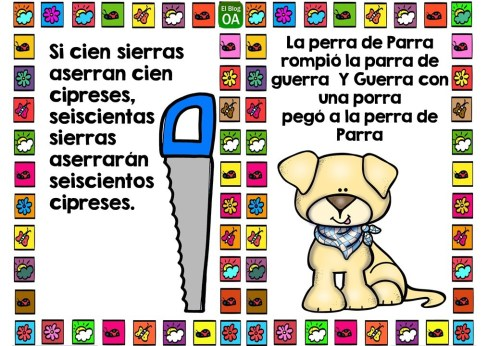 El Blog
OA
Si cien sierras
aserran cien
cipreses,
seiscientas
sierras
aserrarán
seiscientos
cipreses.
La perra de Parra
rompió la parra de
guerra Y Guerra con
una porra
pegó a la perra de
Parra